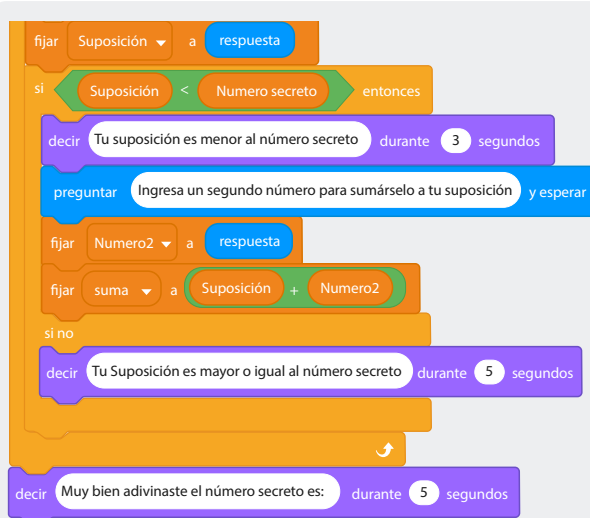 fijar Suposición a respuesta
si Suposición < Numero secreto entonces
decir Tu suposición es menor al número secreto durante 3 segundos
preguntar Ingresa un segundo número para sumárselo a tu suposición y esperar
fijar Numero2 a respuesta
fijar suma a Suposición + Numero2
si no
decir Tu Suposición es mayor o igual al número secreto durante 5 segundos
decir Muy bien adivinaste el número secreto es: durante 5 segundos